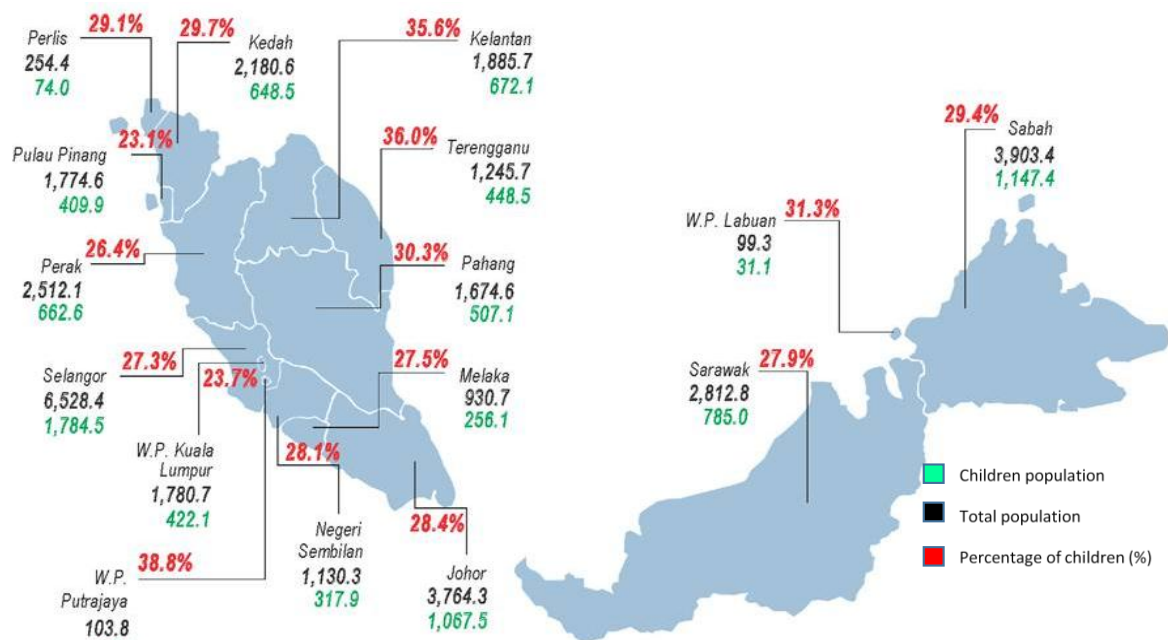 29.1%
Perlis
254.4
74.0
29.7%
Kedah
2,180.6
648.5
35.6%
Kelantan
1,885.7
672.1
23.1%
Pulau Pinang
1,774.6
409.9
36.0%
Terengganu
1,245.7
448.5
26.4%
Perak
2,512.1
662.6
30.3%
Pahang
1,674.6
507.1
27.3%
Selangor
6,528.4
1,784.5
23.7%
W.P. Kuala
Lumpur
1,780.7
422.1
27.5%
Melaka
930.7
256.1
38.8%
W.P.
Putrajaya
103.8
28.1%
Negeri
Sembilan
1,130.3
317.9
28.4%
Johor
3,764.3
1,067.5
29.4%
Sabah
3,903.4
1,147.4
31.3%
W.P. Labuan
99.3
31.1
27.9%
Sarawak
2,812.8
785.0
Children population
Total population
Percentage of children (%)